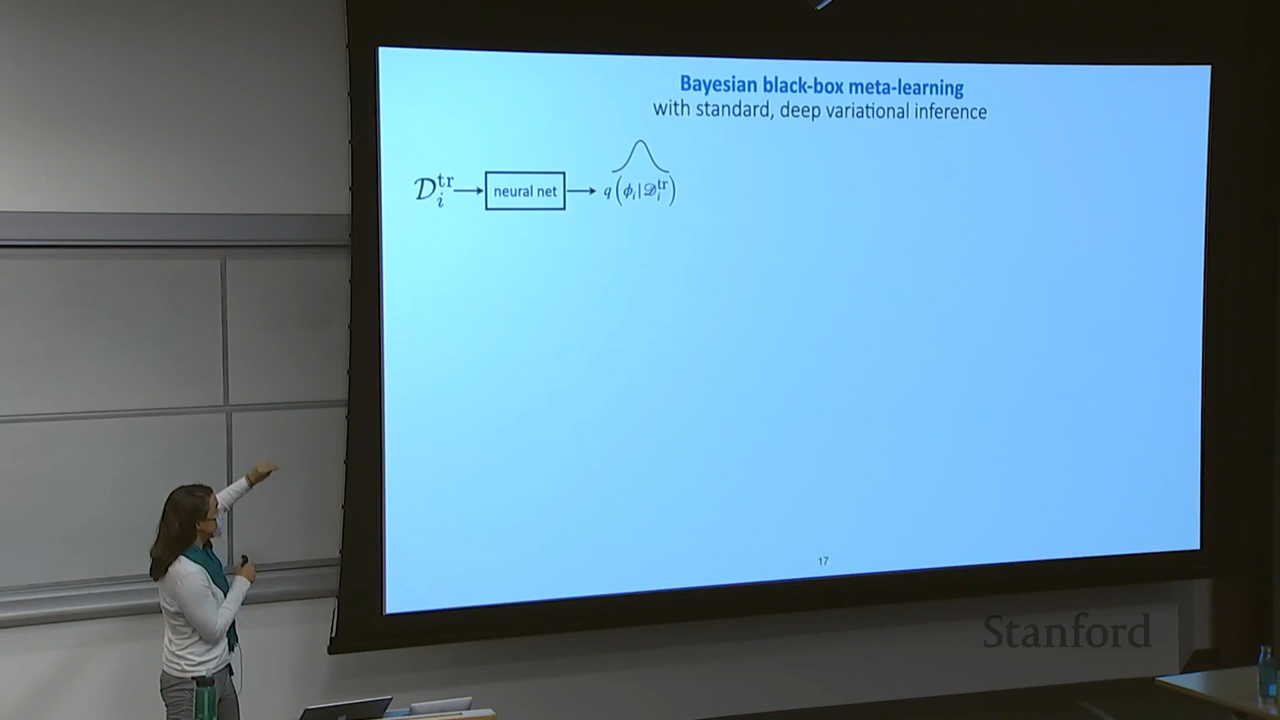 Bayesian black-box meta-learning
with standard, deep variational inference
𝒟ᵢᵗʳ → neural net → q(ϕᵢ|𝒟ᵢᵗʳ)
17
Stanford